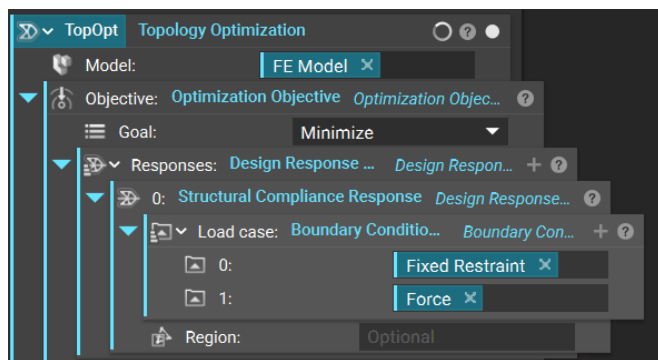 TopOpt Topology Optimization
Model: FE Model
Objective: Optimization Objective Optimization Objec...
Goal: Minimize
Responses: Design Response ... Design Respon...
0: Structural Compliance Response Design Response...
Load case: Boundary Conditio... Boundary Con...
0: Fixed Restraint
1: Force
Region: Optional